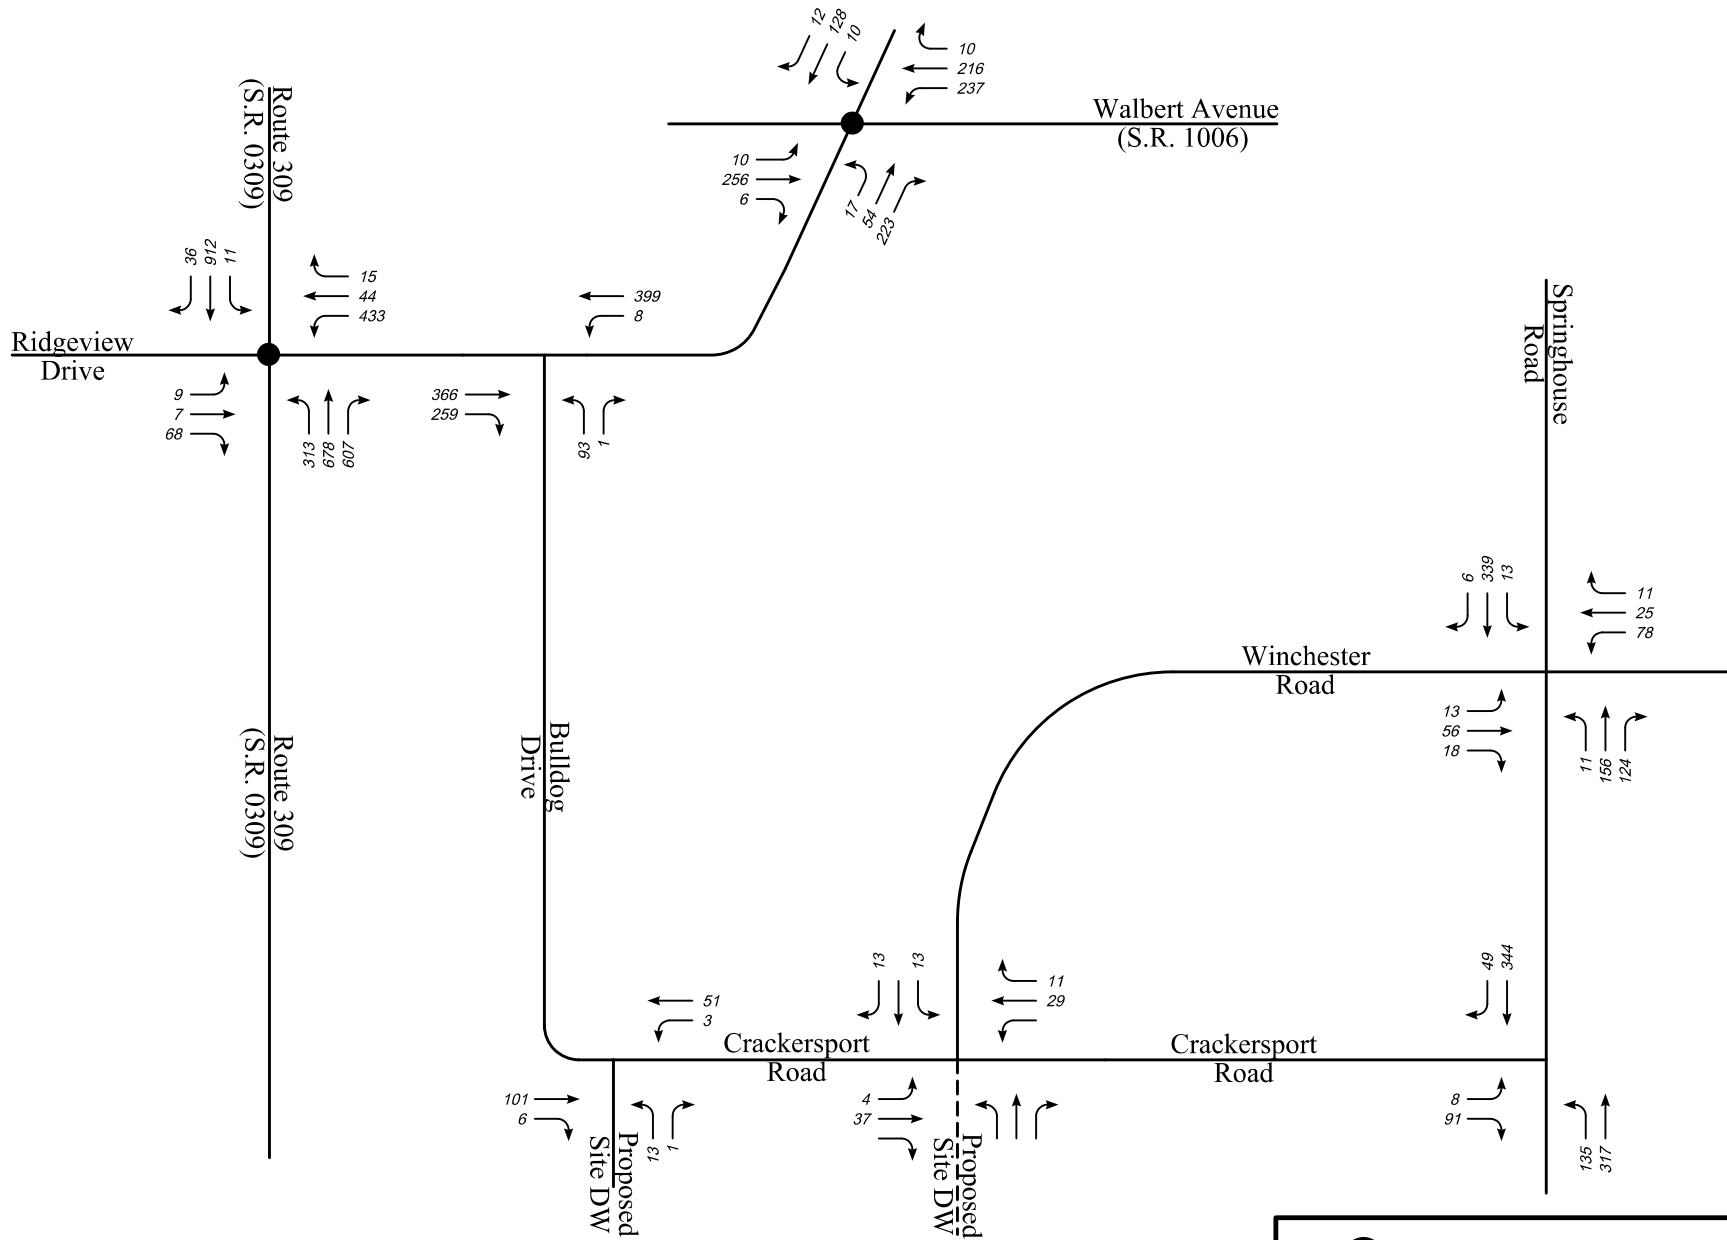 12
128
10
10
216
237
Walbert Avenue
(S.R. 1006)
10
256
6
17
54
223
Route 309
(S.R. 0309)
36
912
11
15
44
433
Ridgeview
Drive
9
7
68
313
678
607
399
8
366
259
93
1
Springhouse
Road
6
339
13
11
25
78
Winchester
Road
13
56
18
11
156
124
Route 309
(S.R. 0309)
Bulldog
Drive
13
13
11
29
49
344
51
3
Crackersport
Road
Crackersport
Road
101
6
13
1
4
37
8
91
135
317
Proposed
Site DW
Proposed
Site DW